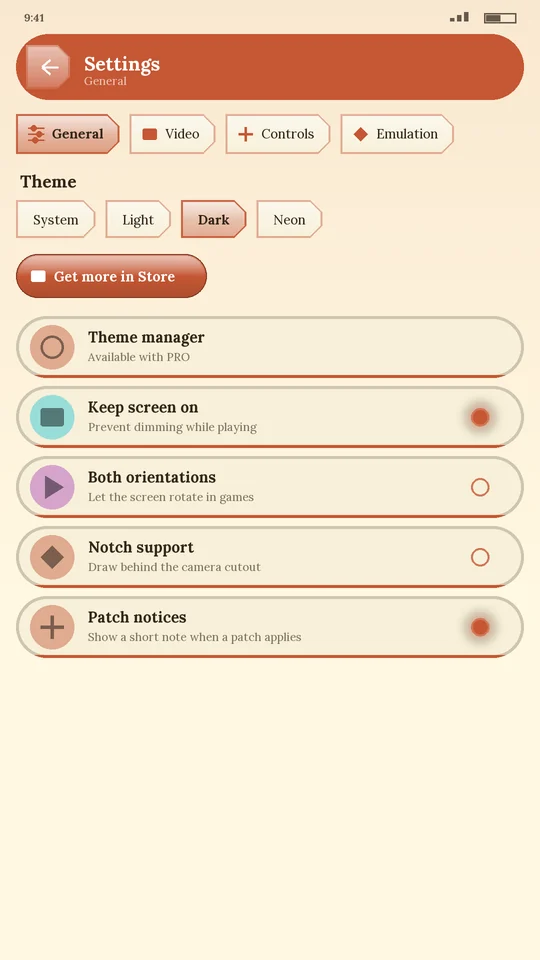 9:41
Settings
General
General
Video
Controls
Emulation
Theme
System
Light
Dark
Neon
Get more in Store
Theme manager
Available with PRO
Keep screen on
Prevent dimming while playing
Both orientations
Let the screen rotate in games
Notch support
Draw behind the camera cutout
Patch notices
Show a short note when a patch applies